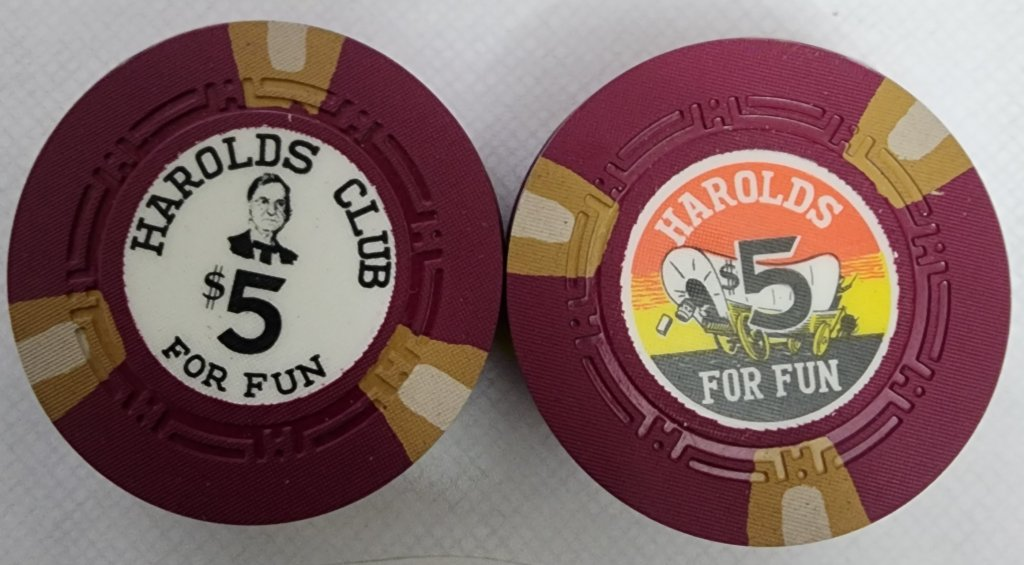 HAROLDS CLUB
$5
FOR FUN
HAROLDS
$5
FOR FUN